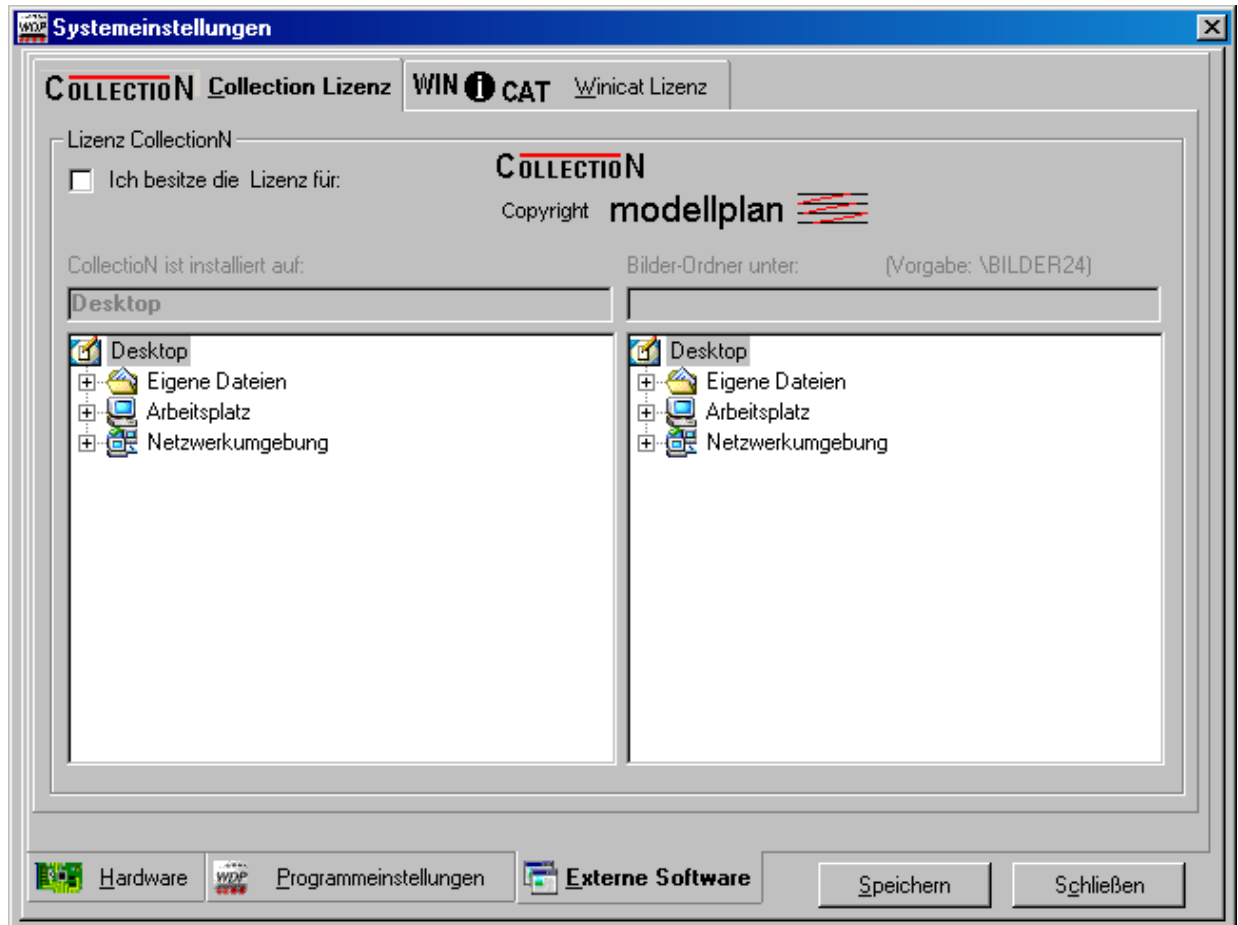 WDP Systemeinstellungen
COLLECTION Collection Lizenz WIN i CAT Winicat Lizenz
Lizenz CollectionN
Ich besitze die Lizenz für:
COLLECTION
Copyright modellplan
CollectioN ist installiert auf:
Bilder-Ordner unter: (Vorgabe: \BILDER24)
Desktop
Desktop
Eigene Dateien
Arbeitsplatz
Netzwerkumgebung
Desktop
Eigene Dateien
Arbeitsplatz
Netzwerkumgebung
Hardware WDP Programmeinstellungen Externe Software Speichern Schließen